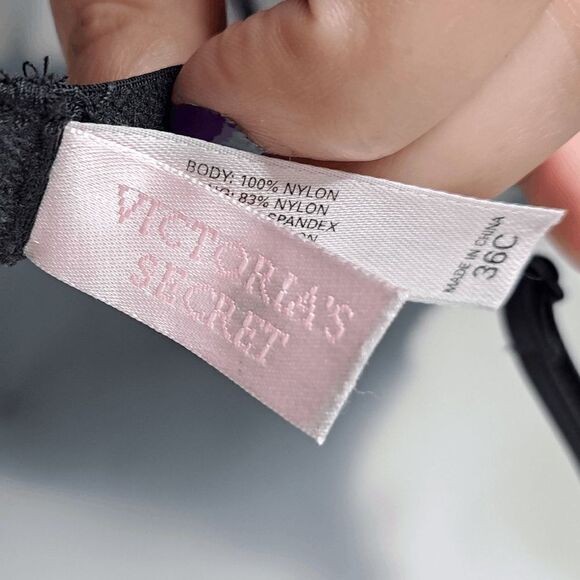 BODY: 100% NYLON
83% NYLON
SPANDEX
MADE IN CHINA
36C
VICTORIA'S
SECRET